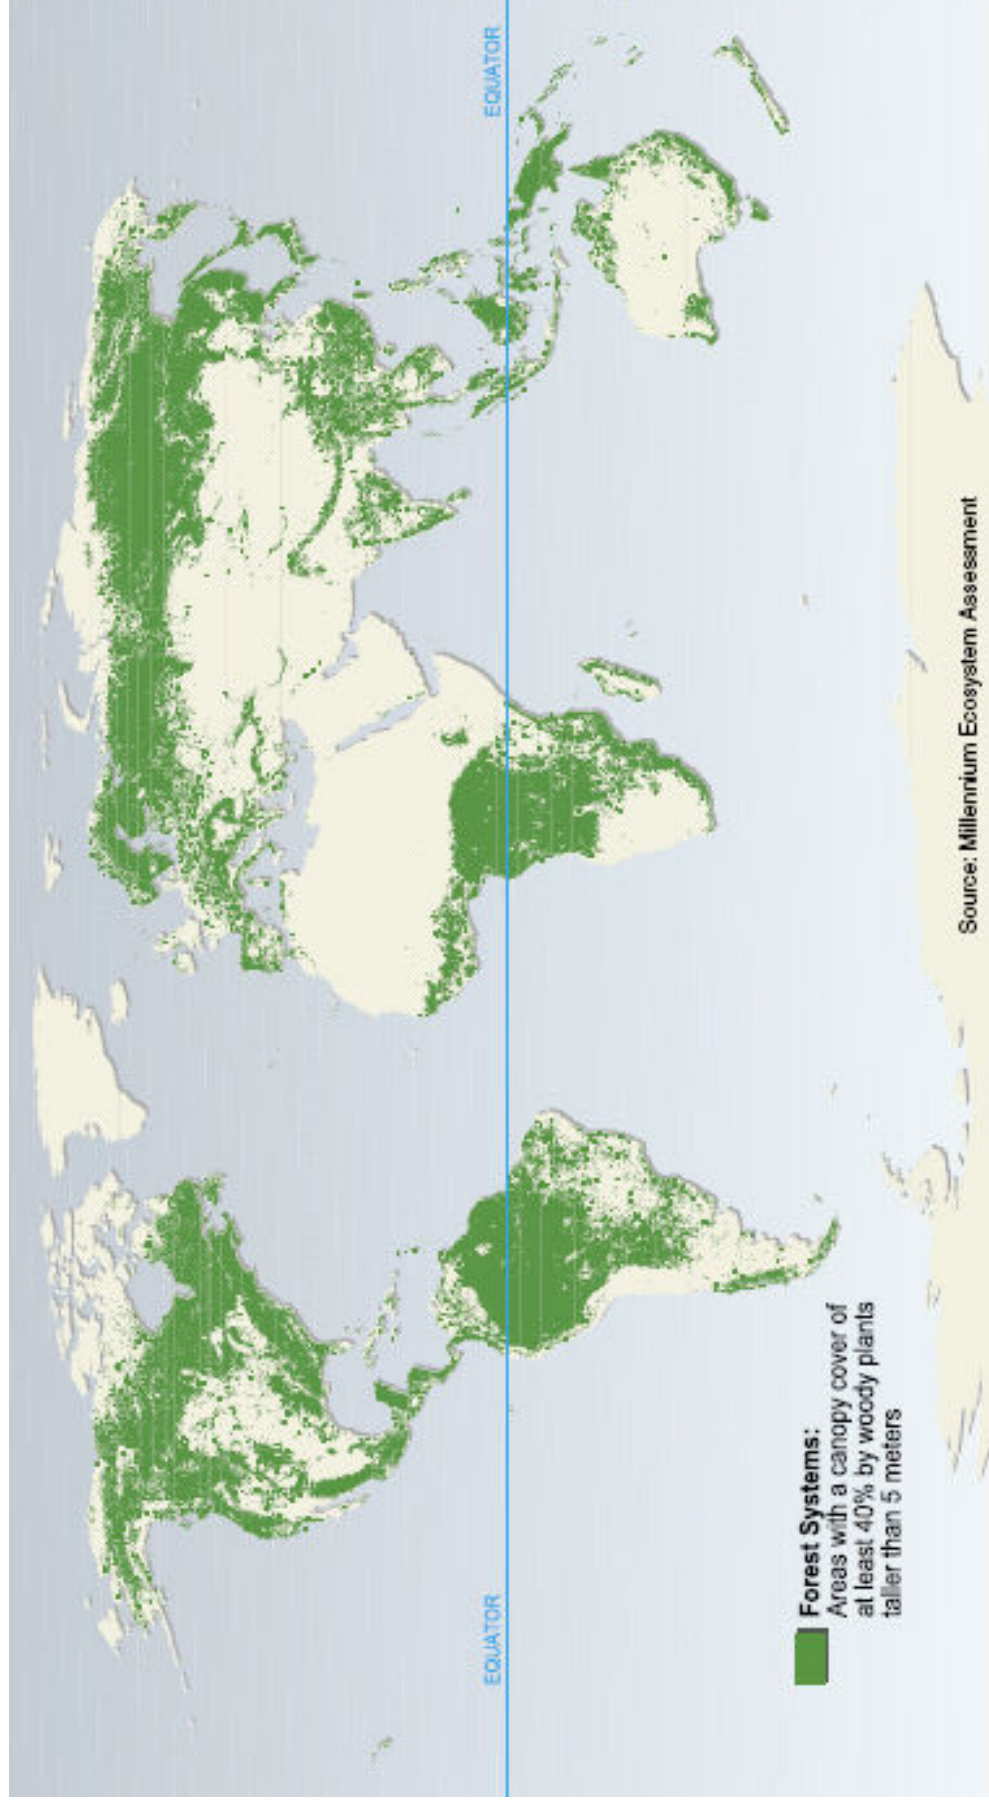 EQUATOR
EQUATOR
Forest Systems:
Areas with a canopy cover of
at least 40% by woody plants
taller than 5 meters
Source: Millennium Ecosystem Assessment